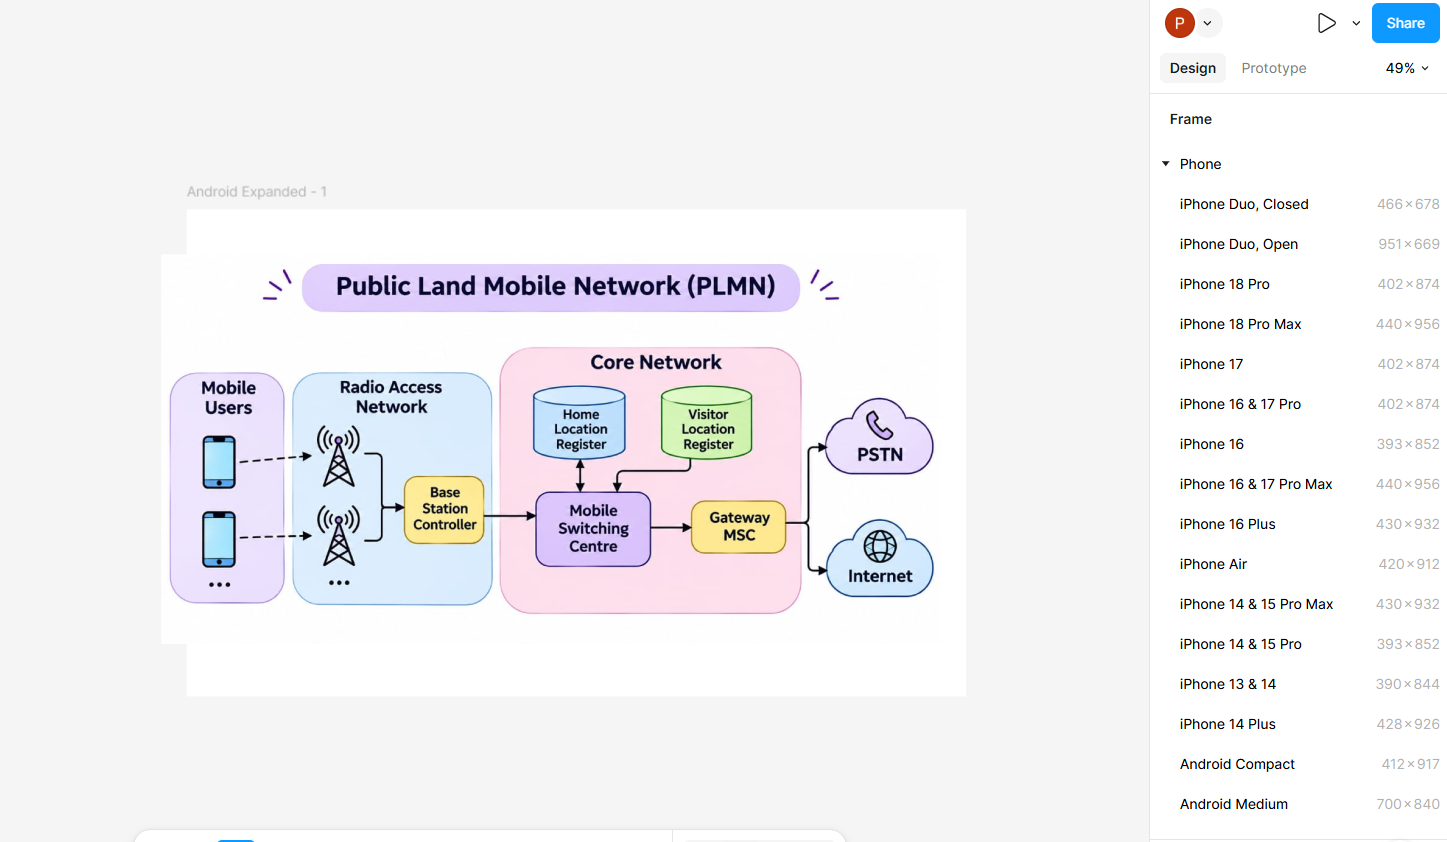 P
Share
Design
Prototype
49%
Frame
Phone
iPhone Duo, Closed 466×678
iPhone Duo, Open 951×669
iPhone 18 Pro 402×874
iPhone 18 Pro Max 440×956
iPhone 17 402×874
iPhone 16 & 17 Pro 402×874
iPhone 16 393×852
iPhone 16 & 17 Pro Max 440×956
iPhone 16 Plus 430×932
iPhone Air 420×912
iPhone 14 & 15 Pro Max 430×932
iPhone 14 & 15 Pro 393×852
iPhone 13 & 14 390×844
iPhone 14 Plus 428×926
Android Compact 412×917
Android Medium 700×840
Android Expanded - 1
Public Land Mobile Network (PLMN)
Mobile
Users
Radio Access
Network
Base
Station
Controller
Core Network
Home
Location
Register
Visitor
Location
Register
Mobile
Switching
Centre
Gateway
MSC
PSTN
Internet